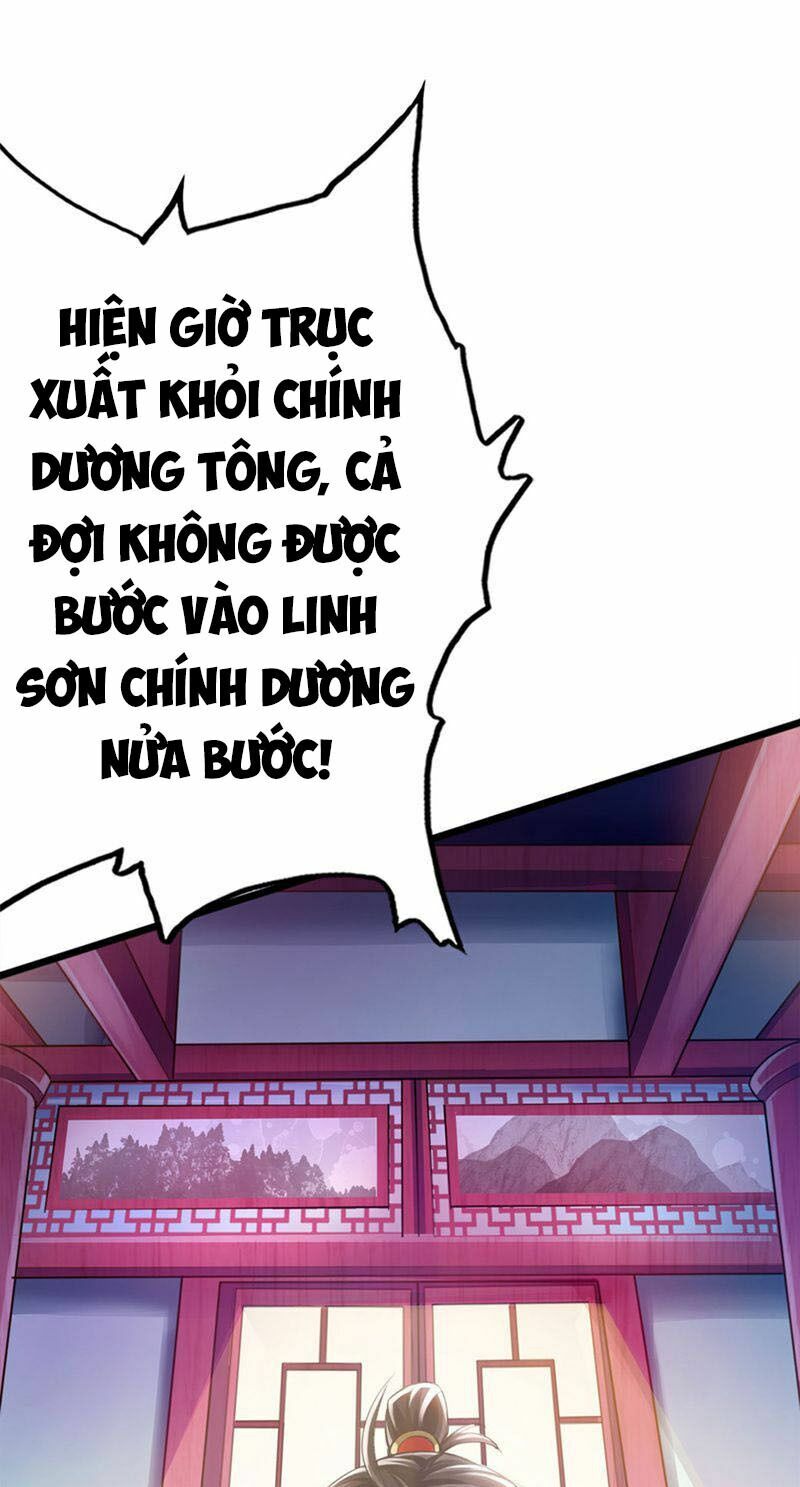 HIỆN GIỜ TRỤC
XUẤT KHỎI CHÍNH
DƯƠNG TÔNG, CẢ
ĐỢI KHÔNG ĐƯỢC
BƯỚC VÀO LINH
SƠN CHÍNH DƯƠNG
NỬA BƯỚC!